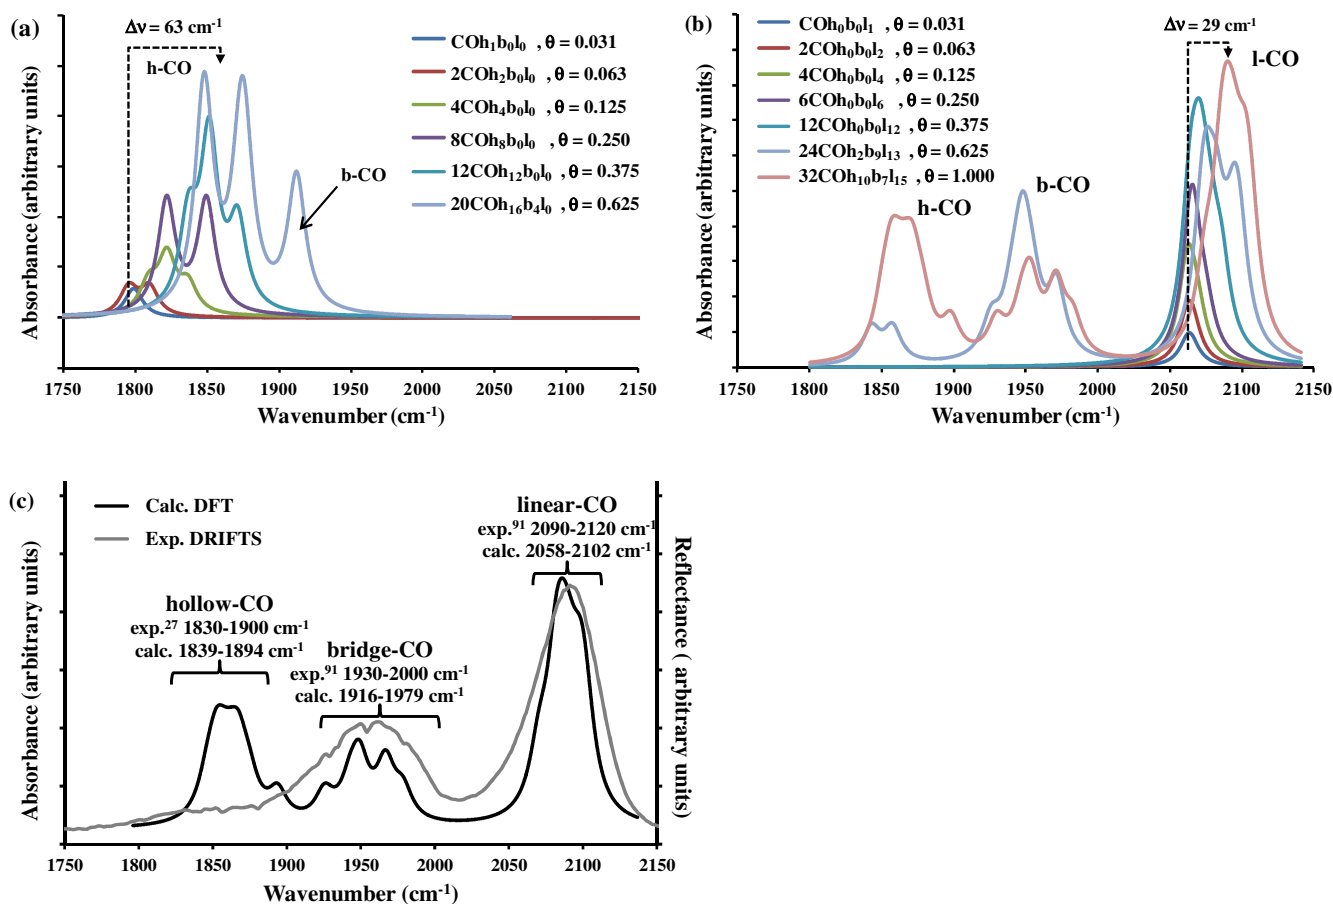 (a)
Δν = 63 cm⁻¹
h-CO
b-CO
COh₁b₀l₀ , θ = 0.031
2COh₂b₀l₀ , θ = 0.063
4COh₄b₀l₀ , θ = 0.125
8COh₈b₀l₀ , θ = 0.250
12COh₁₂b₀l₀ , θ = 0.375
20COh₁₆b₄l₀ , θ = 0.625
Absorbance (arbitrary units)
1750 1800 1850 1900 1950 2000 2050 2100 2150
Wavenumber (cm⁻¹)
(b)
COh₀b₀l₁ , θ = 0.031
2COh₀b₀l₂ , θ = 0.063
4COh₀b₀l₄ , θ = 0.125
6COh₀b₀l₆ , θ = 0.250
12COh₀b₀l₁₂ , θ = 0.375
24COh₂b₉l₁₃ , θ = 0.625
32COh₁₀b₇l₁₅ , θ = 1.000
Δν = 29 cm⁻¹
l-CO
b-CO
h-CO
Absorbance (arbitrary units)
1750 1800 1850 1900 1950 2000 2050 2100 2150
Wavenumber (cm⁻¹)
(c)
Calc. DFT
Exp. DRIFTS
linear-CO
exp.⁹¹ 2090-2120 cm⁻¹
calc. 2058-2102 cm⁻¹
hollow-CO
exp.²⁷ 1830-1900 cm⁻¹
calc. 1839-1894 cm⁻¹
bridge-CO
exp.⁹¹ 1930-2000 cm⁻¹
calc. 1916-1979 cm⁻¹
Absorbance (arbitrary units)
Reflectance ( arbitrary units)
1750 1800 1850 1900 1950 2000 2050 2100 2150
Wavenumber (cm⁻¹)